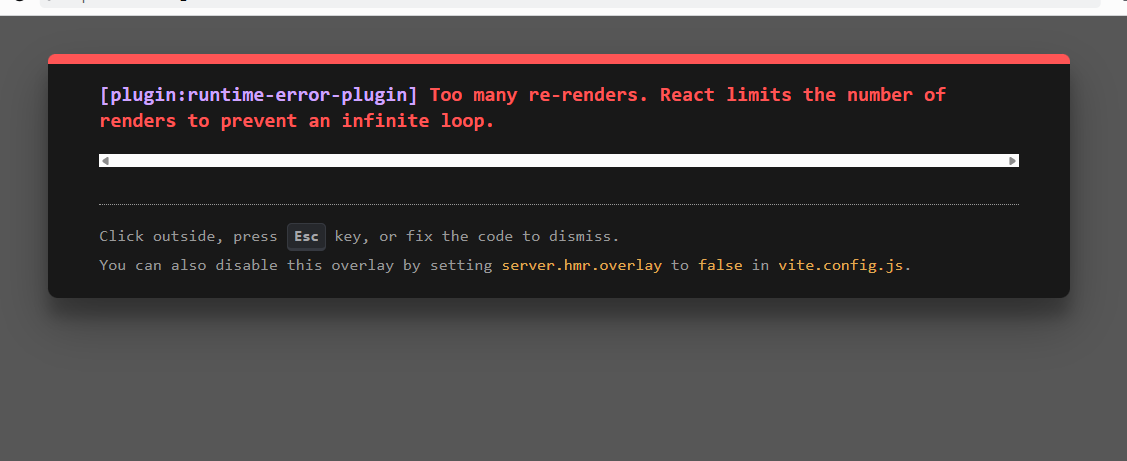 [plugin:runtime-error-plugin] Too many re-renders. React limits the number of
renders to prevent an infinite loop.
Click outside, press Esc key, or fix the code to dismiss.
You can also disable this overlay by setting server.hmr.overlay to false in vite.config.js.